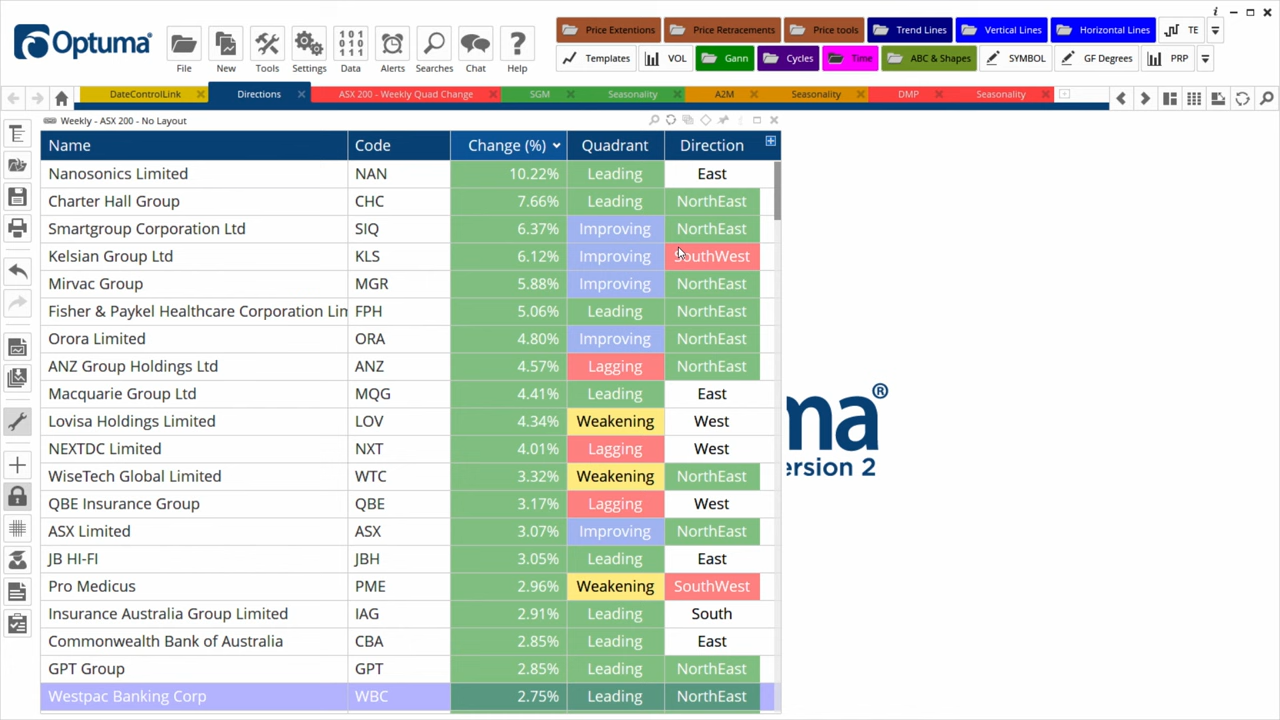 Optuma®
File
New
Tools
Settings
Data
Alerts
Searches
Chat
Help
Price Extentions
Price Retracements
Price tools
Trend Lines
Vertical Lines
Horizontal Lines
TE
Templates
VOL
Gann
Cycles
Time
ABC & Shapes
SYMBOL
GF Degrees
PRP
DateControlLink
Directions
ASX 200 - Weekly Quad Change
SGM
Seasonality
A2M
Seasonality
DMP
Seasonality
Weekly - ASX 200 - No Layout
Name Code Change (%) Quadrant Direction
Nanosonics Limited NAN 10.22% Leading East
Charter Hall Group CHC 7.66% Leading NorthEast
Smartgroup Corporation Ltd SIQ 6.37% Improving NorthEast
Kelsian Group Ltd KLS 6.12% Improving SouthWest
Mirvac Group MGR 5.88% Improving NorthEast
Fisher & Paykel Healthcare Corporation Lim FPH 5.06% Leading NorthEast
Orora Limited ORA 4.80% Improving NorthEast
ANZ Group Holdings Ltd ANZ 4.57% Lagging NorthEast
Macquarie Group Ltd MQG 4.41% Leading East
Lovisa Holdings Limited LOV 4.34% Weakening West
NEXTDC Limited NXT 4.01% Lagging West
WiseTech Global Limited WTC 3.32% Weakening NorthEast
QBE Insurance Group QBE 3.17% Lagging West
ASX Limited ASX 3.07% Improving NorthEast
JB HI-FI JBH 3.05% Leading East
Pro Medicus PME 2.96% Weakening SouthWest
Insurance Australia Group Limited IAG 2.91% Leading South
Commonwealth Bank of Australia CBA 2.85% Leading East
GPT Group GPT 2.85% Leading NorthEast
Westpac Banking Corp WBC 2.75% Leading NorthEast
ma®
ersion 2